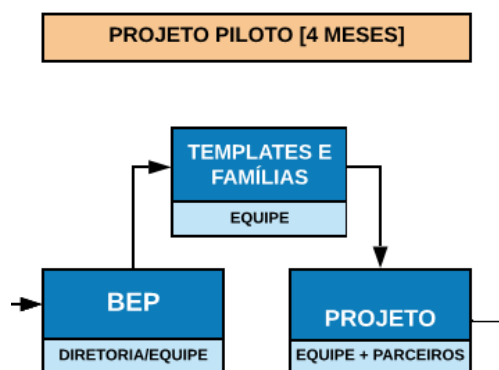 PROJETO PILOTO [4 MESES]
TEMPLATES E
FAMÍLIAS
EQUIPE
BEP
DIRETORIA/EQUIPE
PROJETO
EQUIPE + PARCEIROS